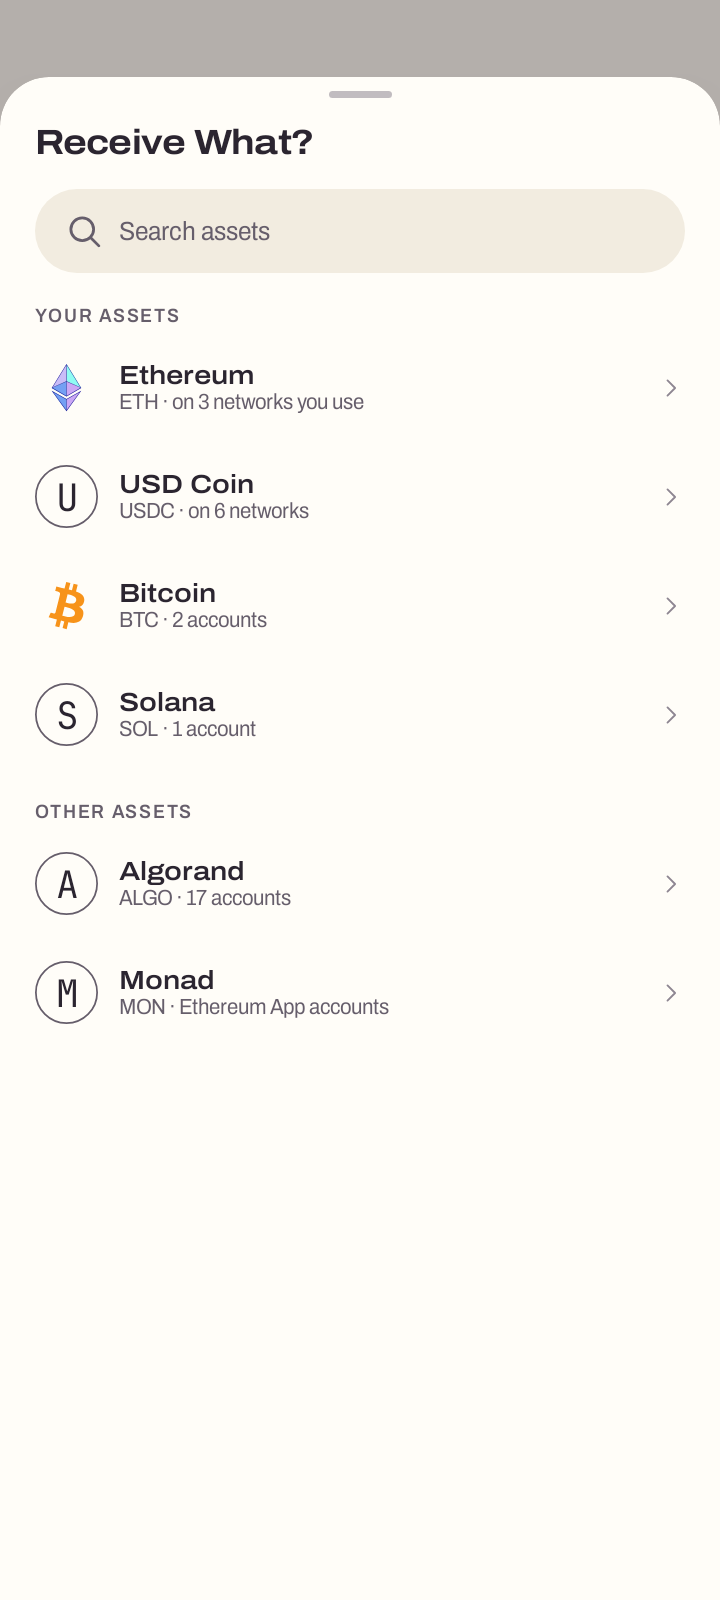 Receive What?
Search assets
YOUR ASSETS
Ethereum
ETH · on 3 networks you use
U
USD Coin
USDC · on 6 networks
Bitcoin
BTC · 2 accounts
S
Solana
SOL · 1 account
OTHER ASSETS
A
Algorand
ALGO · 17 accounts
M
Monad
MON · Ethereum App accounts